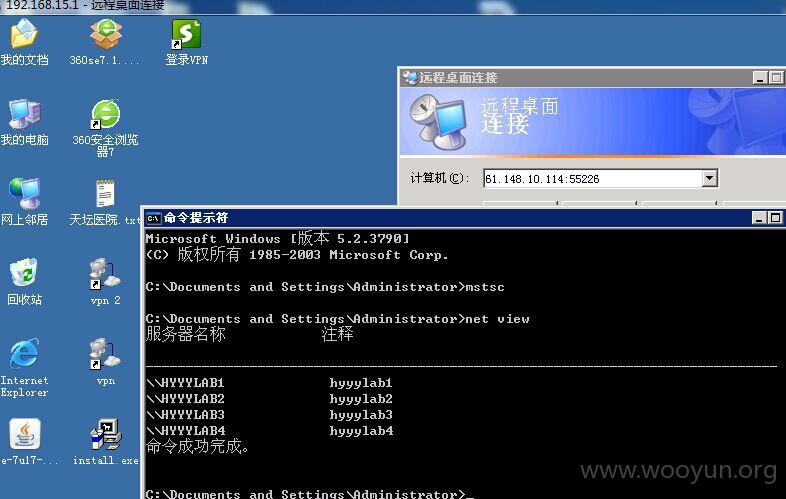 192.168.15.1 - 远程桌面连接
我的文档
360se7.1....
登录VPN
我的电脑
360安全浏览
器7
网上邻居
天坛医院.txt
回收站
vpn 2
Internet
Explorer
vpn
e-7u17-...
install.exe
远程桌面连接
远程桌面
连接
计算机(C):
61.148.10.114:55226
命令提示符
Microsoft Windows [版本 5.2.3790]
(C) 版权所有 1985-2003 Microsoft Corp.
C:\Documents and Settings\Administrator>mstsc
C:\Documents and Settings\Administrator>net view
服务器名称 注释
-------------------------------------------------------------------------------
\\HYYYLAB1 hyyylab1
\\HYYYLAB2 hyyylab2
\\HYYYLAB3 hyyylab3
\\HYYYLAB4 hyyylab4
命令成功完成。
C:\Documents and Settings\Administrator>_
www.wooyun.org